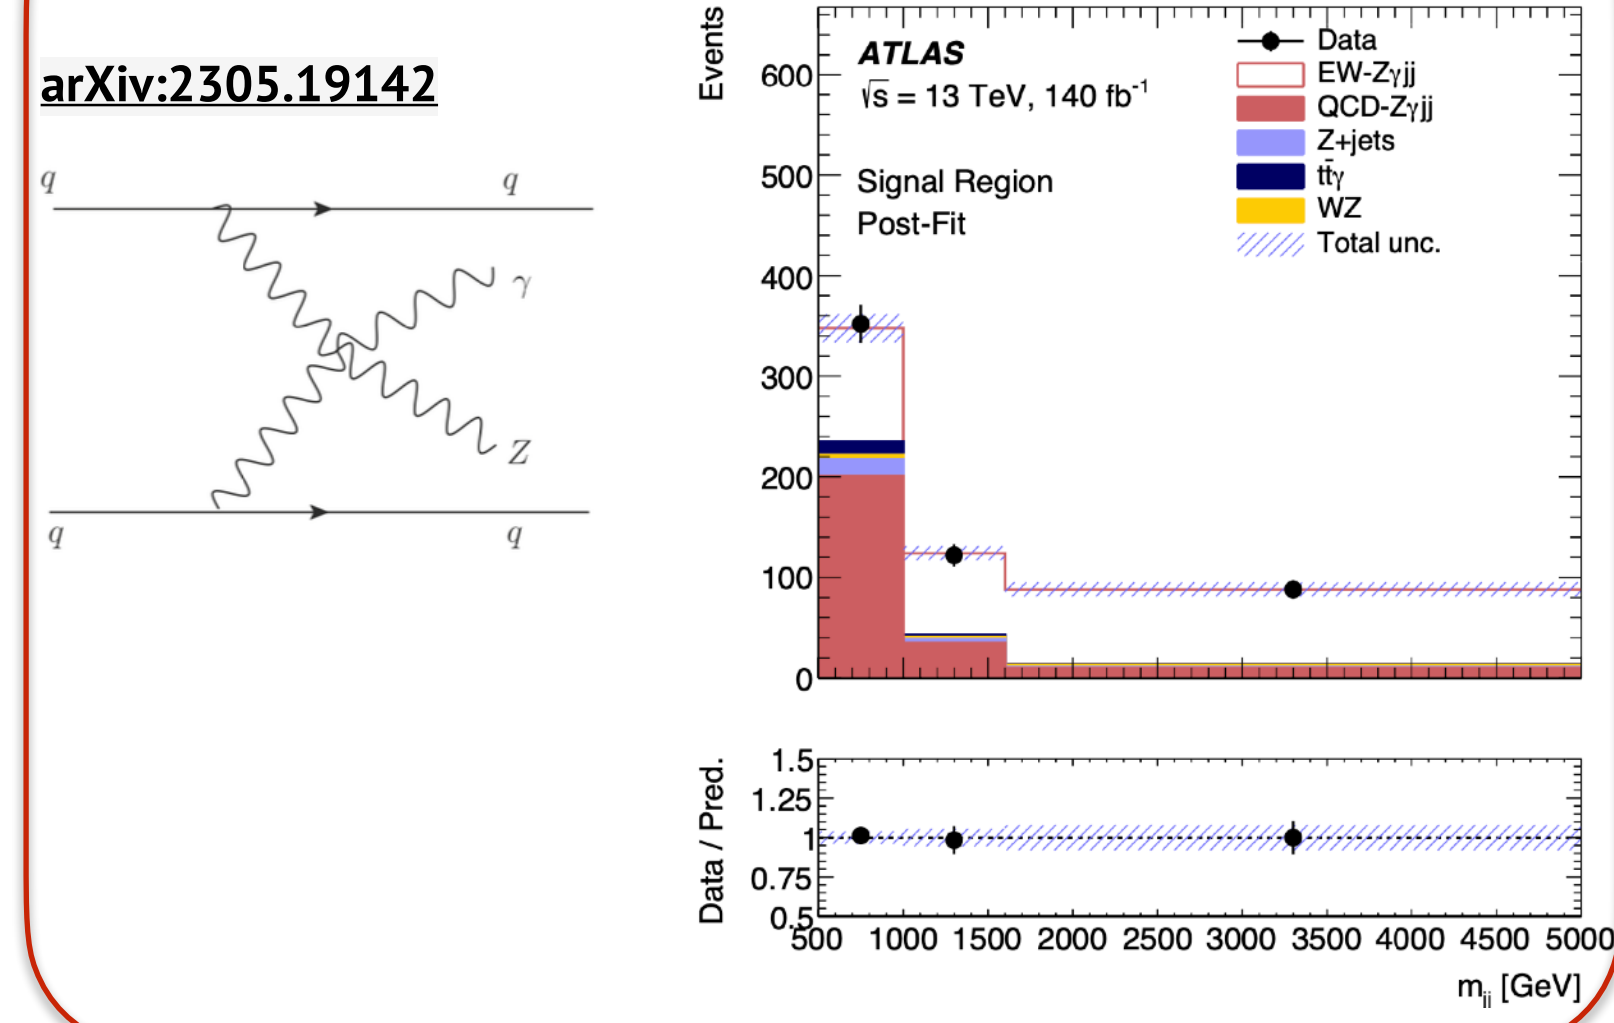 arXiv:2305.19142
q
q
γ
Z
q
q
Events
600
500
400
300
200
100
0
ATLAS
√s = 13 TeV, 140 fb⁻¹
Signal Region
Post-Fit
Data
EW-Zγjj
QCD-Zγjj
Z+jets
tt̄γ
WZ
Total unc.
Data / Pred.
1.5
1.25
1
0.75
0.5
500 1000 1500 2000 2500 3000 3500 4000 4500 5000
m_jj [GeV]